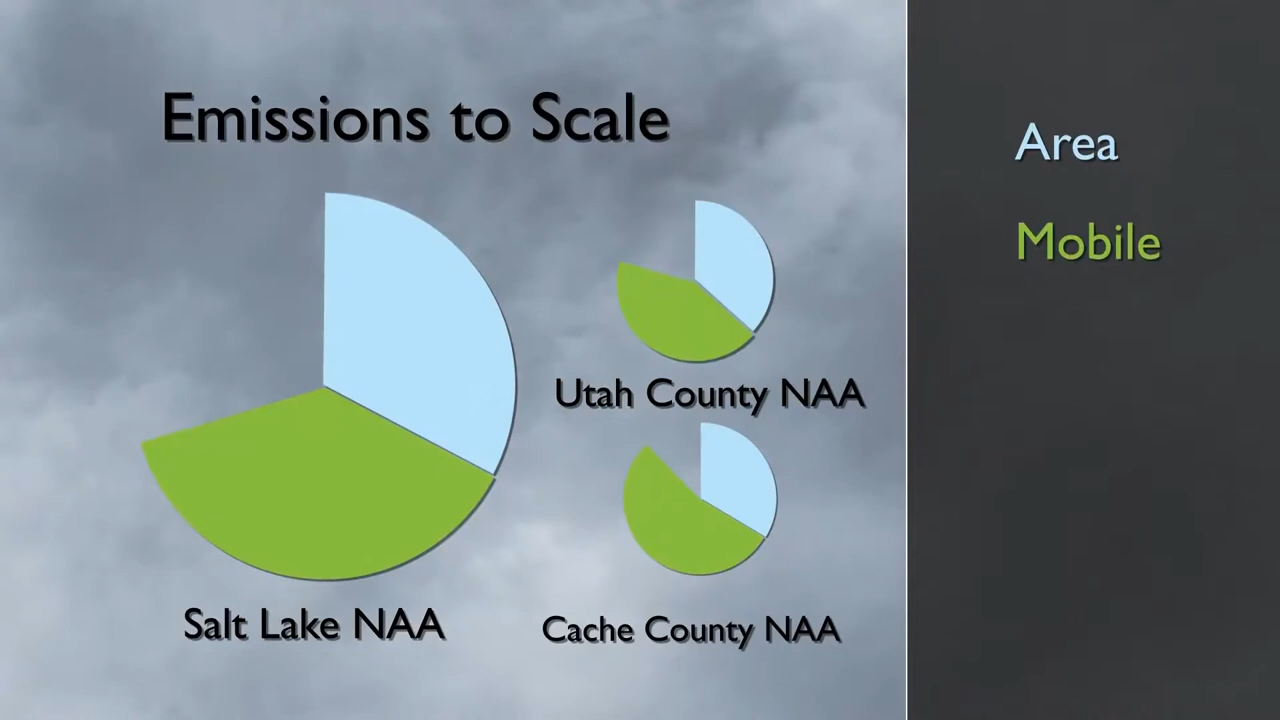 Emissions to Scale
Area
Mobile
Utah County NAA
Salt Lake NAA
Cache County NAA